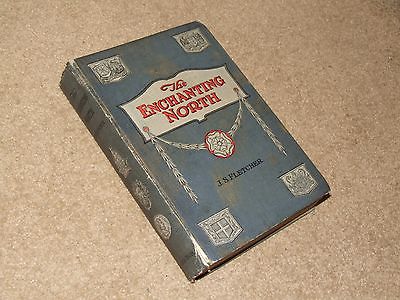 The
ENCHANTING
NORTH
J.S. FLETCHER